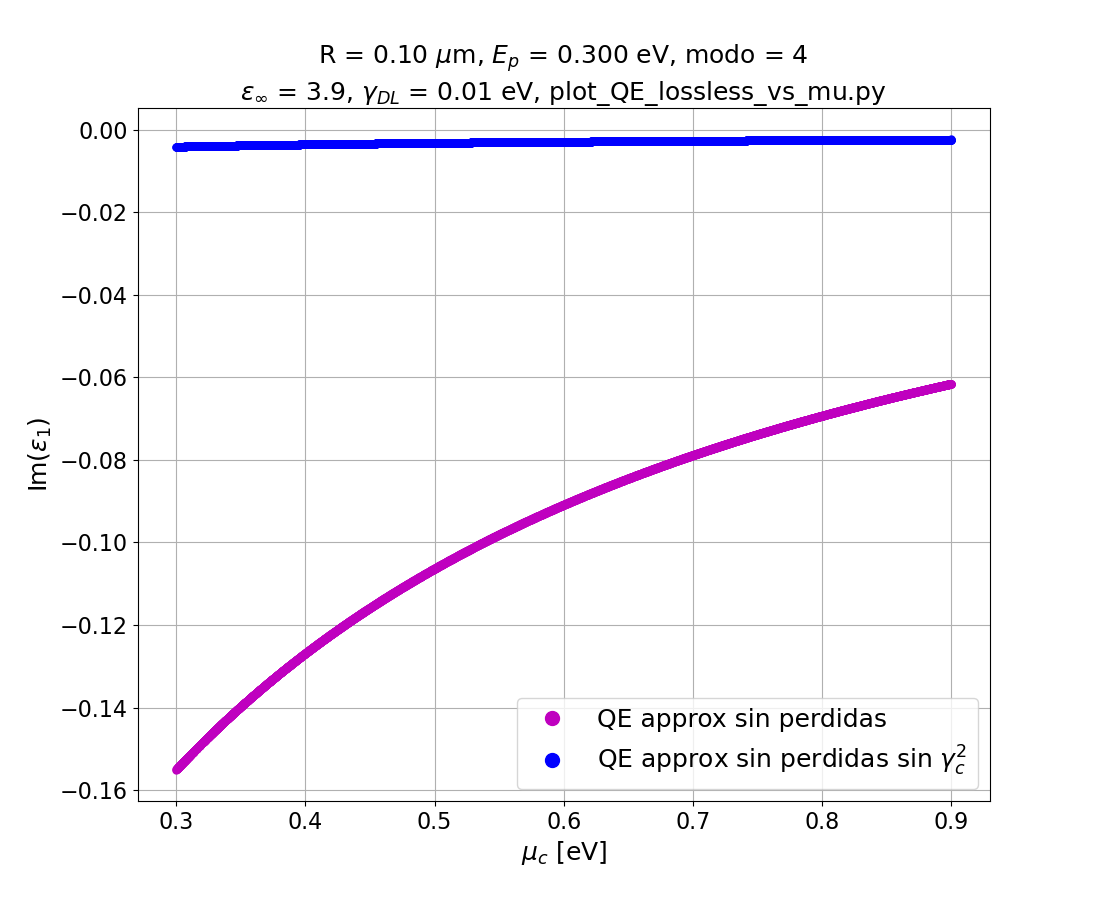 R = 0.10 μm, E_p = 0.300 eV, modo = 4
ε_∞ = 3.9, γ_DL = 0.01 eV, plot_QE_lossless_vs_mu.py
0.00
−0.02
−0.04
−0.06
−0.08
−0.10
−0.12
−0.14
−0.16
Im(ε_1)
QE approx sin perdidas
QE approx sin perdidas sin γ_c^2
0.3 0.4 0.5 0.6 0.7 0.8 0.9
μ_c [eV]